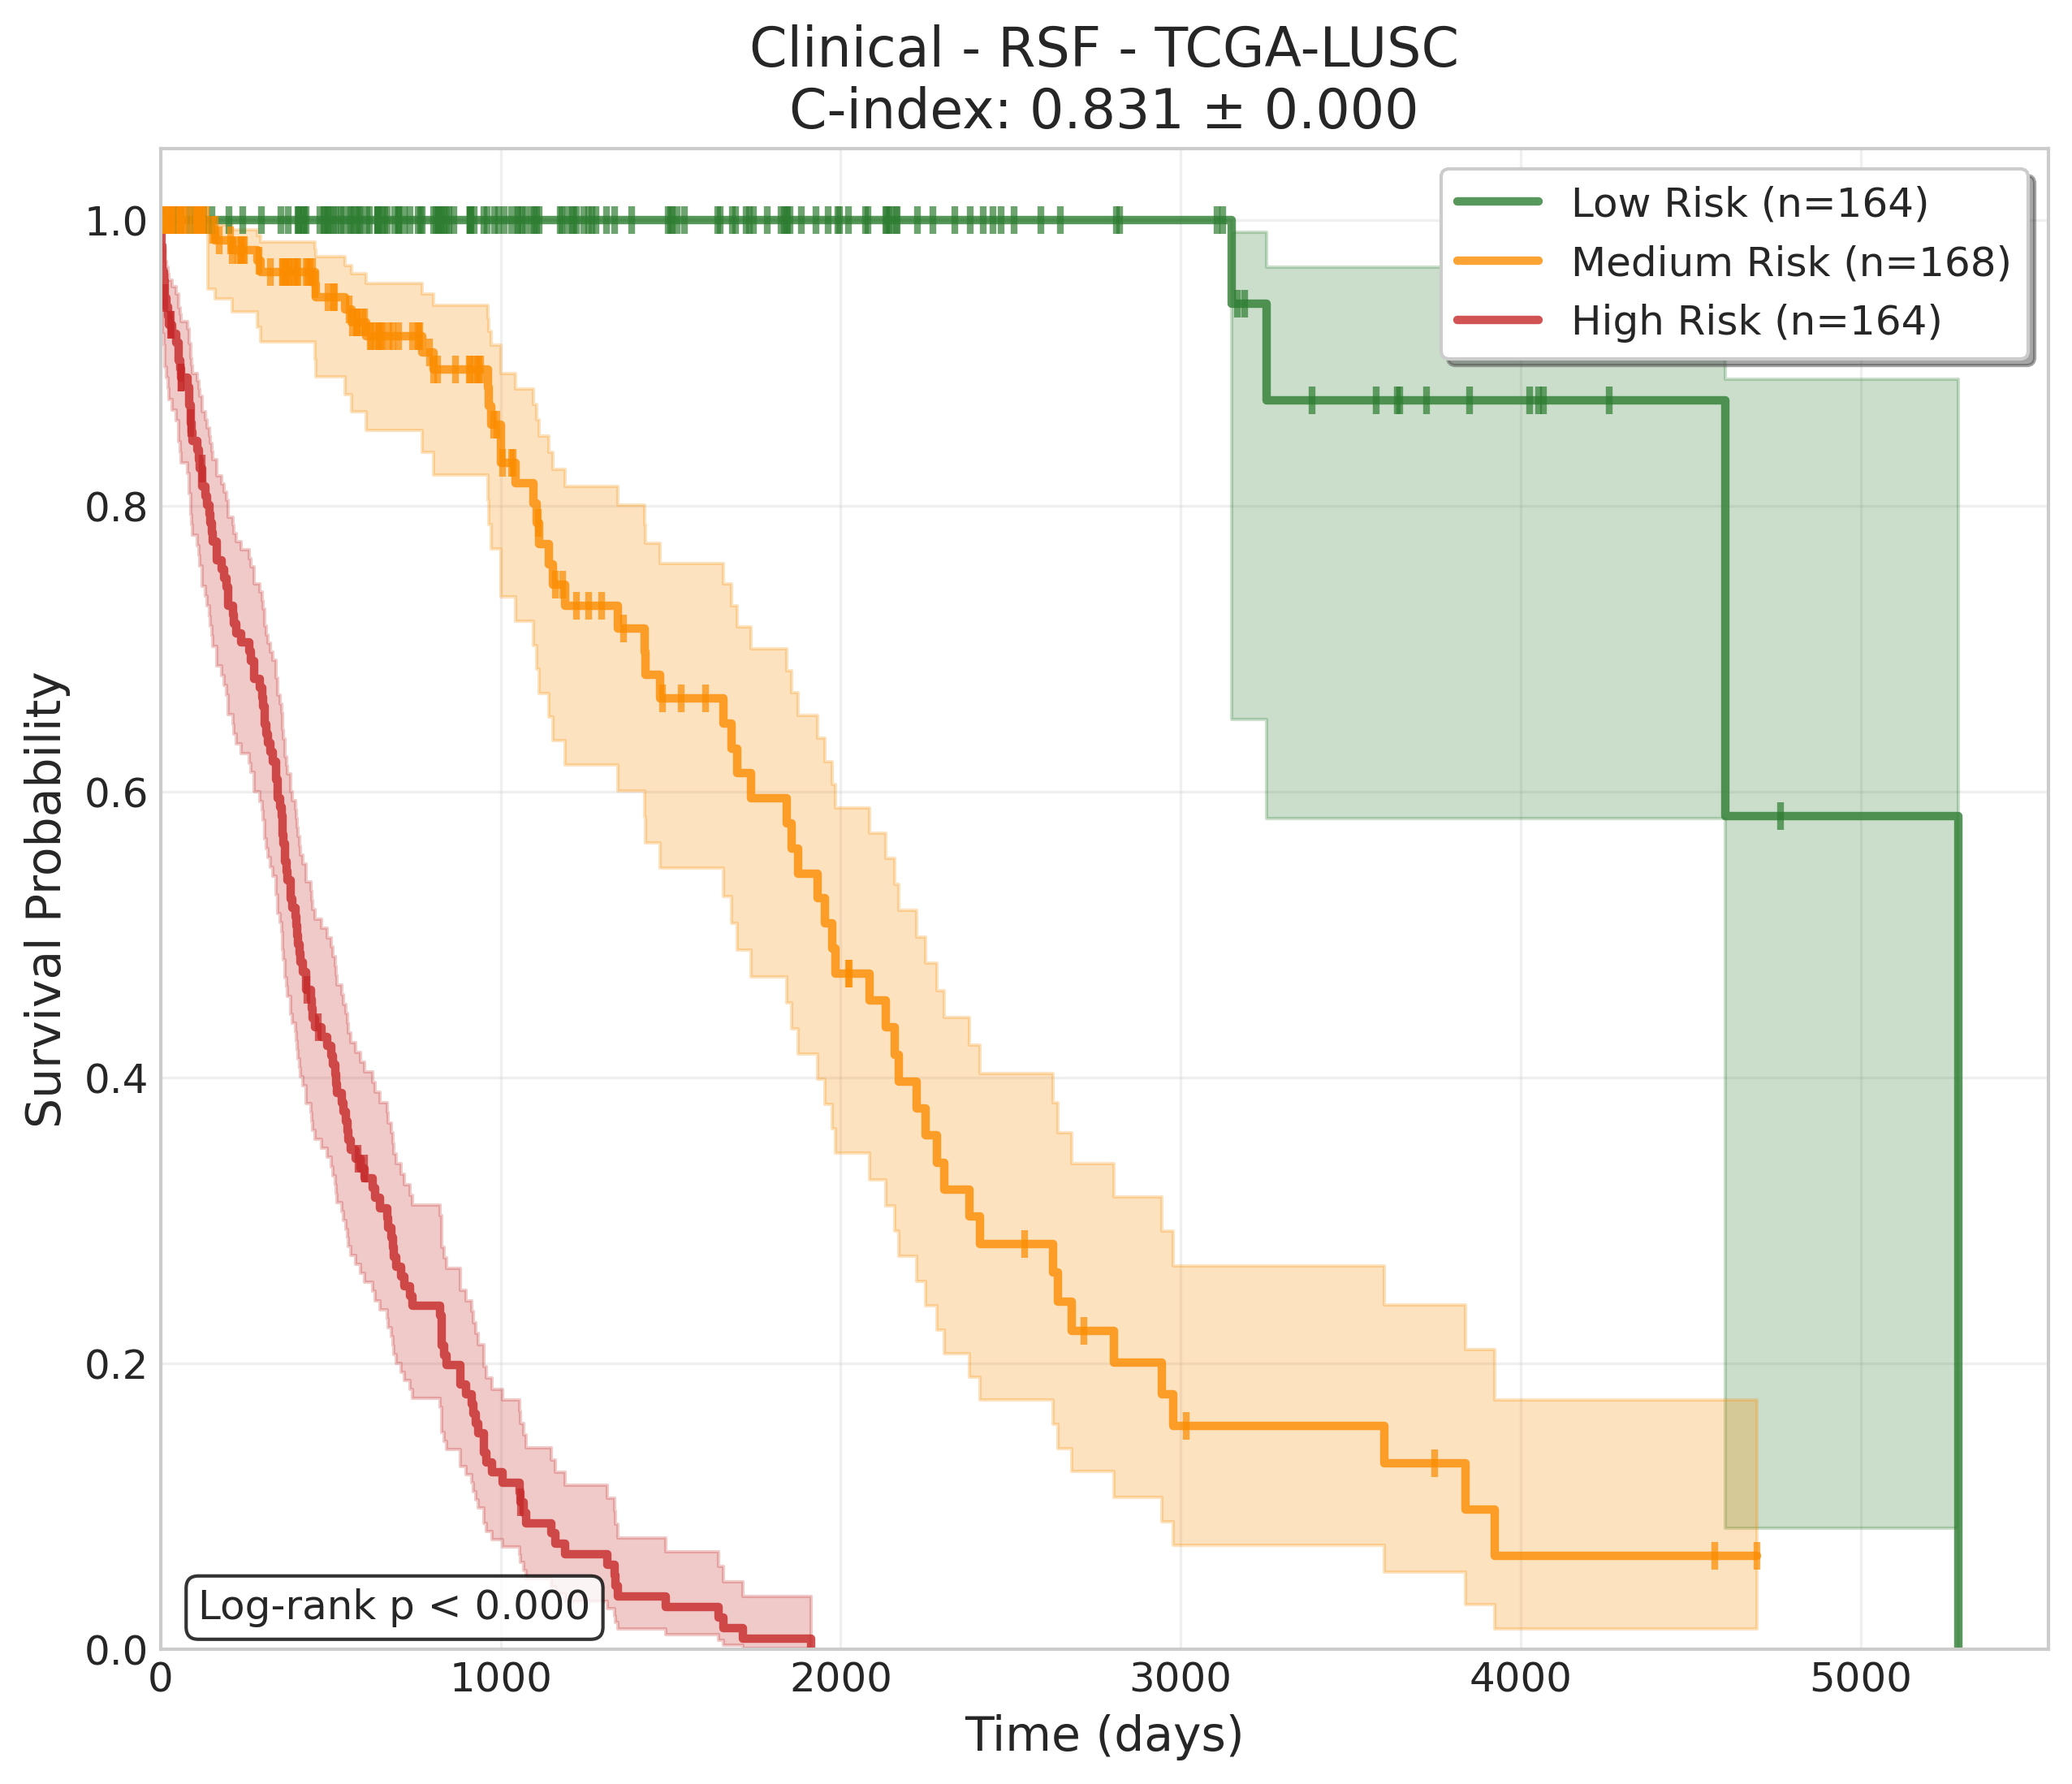 Clinical - RSF - TCGA-LUSC
C-index: 0.831 ± 0.000
Low Risk (n=164)
Medium Risk (n=168)
High Risk (n=164)
Survival Probability
1.0
0.8
0.6
0.4
0.2
0.0
Log-rank p < 0.000
0 1000 2000 3000 4000 5000
Time (days)